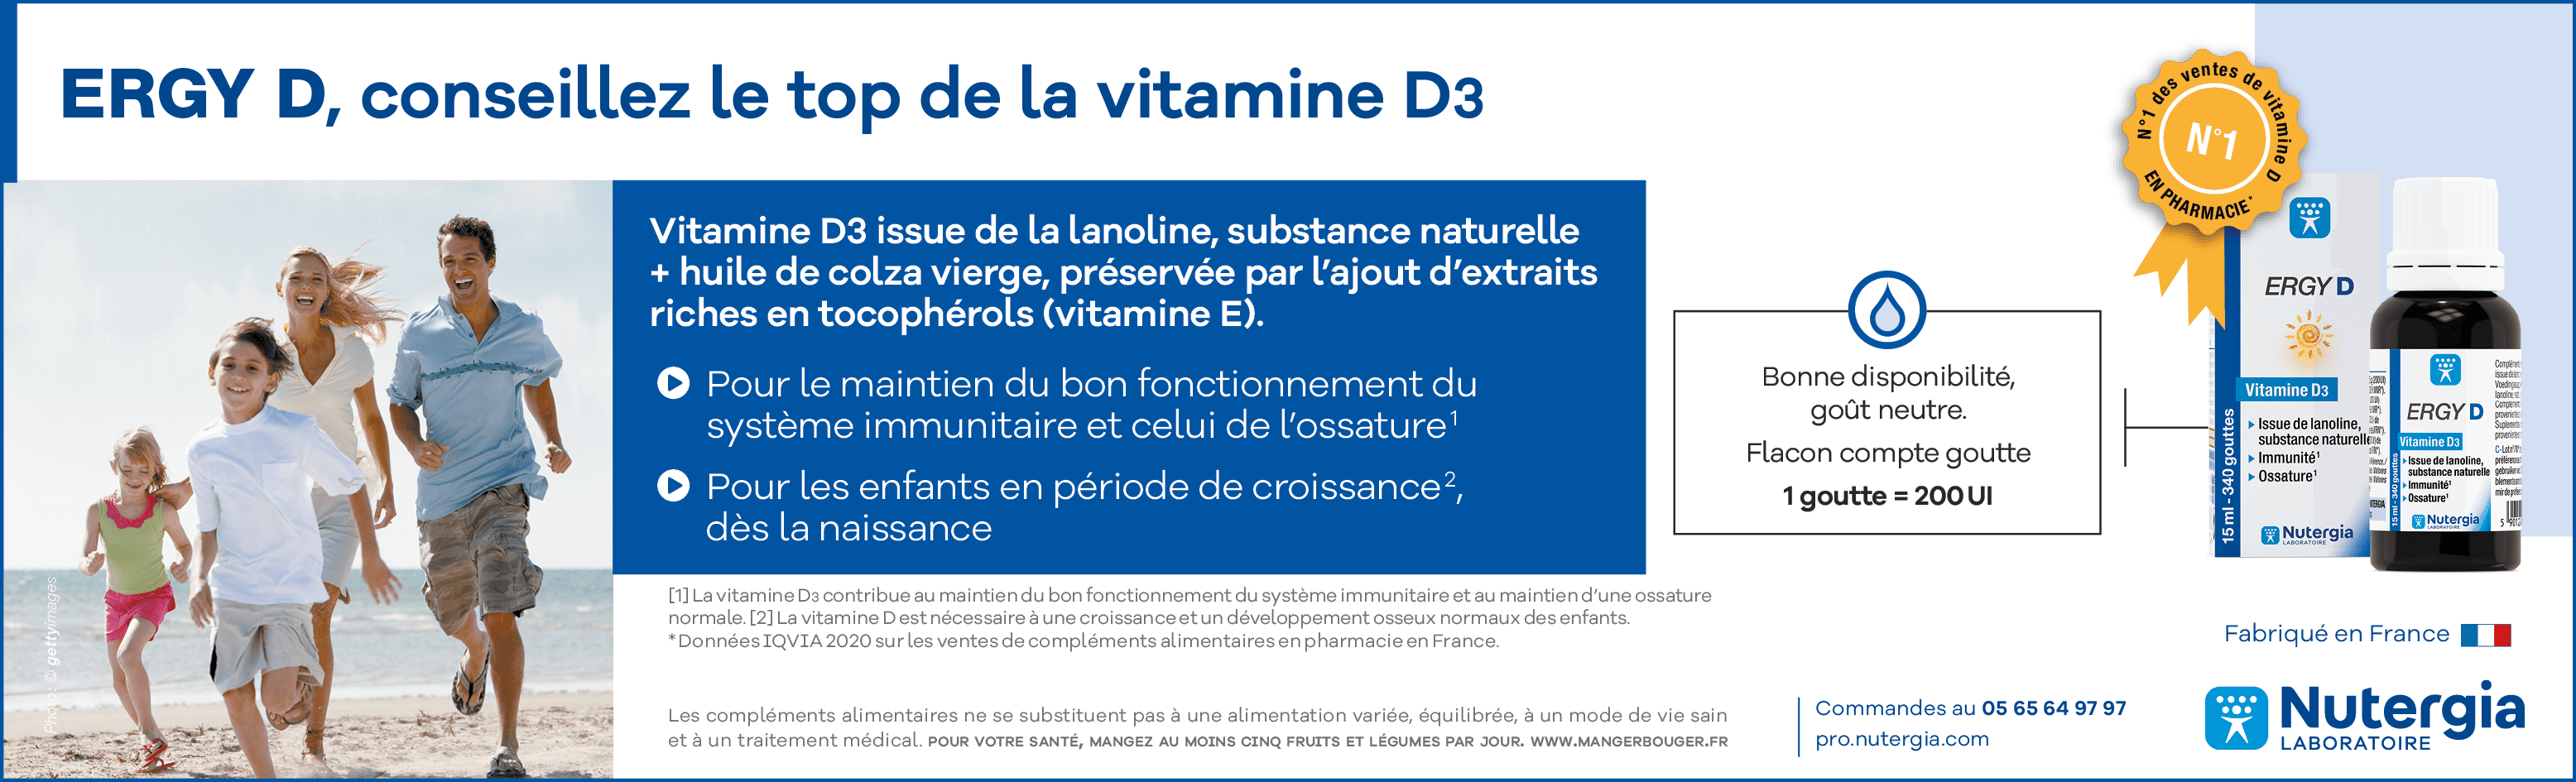 ERGY D, conseillez le top de la vitamine D3
N°1 des ventes de vitamine D
N°1
EN PHARMACIE*
Vitamine D3 issue de la lanoline, substance naturelle
+ huile de colza vierge, préservée par l'ajout d'extraits
riches en tocophérols (vitamine E).
Pour le maintien du bon fonctionnement du
système immunitaire et celui de l'ossature¹
Pour les enfants en période de croissance²,
dès la naissance
Bonne disponibilité,
goût neutre.
Flacon compte goutte
1 goutte = 200 UI
ERGY D
Vitamine D3
Issue de lanoline,
substance naturelle
Immunité¹
Ossature¹
15 ml - 340 gouttes
Nutergia
LABORATOIRE
ERGY D
Vitamine D3
Issue de lanoline,
substance naturelle
Immunité¹
Ossature¹
15 ml - 340 gouttes
Nutergia
LABORATOIRE
[1] La vitamine D3 contribue au maintien du bon fonctionnement du système immunitaire et au maintien d'une ossature
normale. [2] La vitamine D est nécessaire à une croissance et un développement osseux normaux des enfants.
* Données IQVIA 2020 sur les ventes de compléments alimentaires en pharmacie en France.
Photo : © gettyimages
Fabriqué en France
Les compléments alimentaires ne se substituent pas à une alimentation variée, équilibrée, à un mode de vie sain
et à un traitement médical. POUR VOTRE SANTÉ, MANGEZ AU MOINS CINQ FRUITS ET LÉGUMES PAR JOUR. WWW.MANGERBOUGER.FR
Commandes au 05 65 64 97 97
pro.nutergia.com
Nutergia
LABORATOIRE